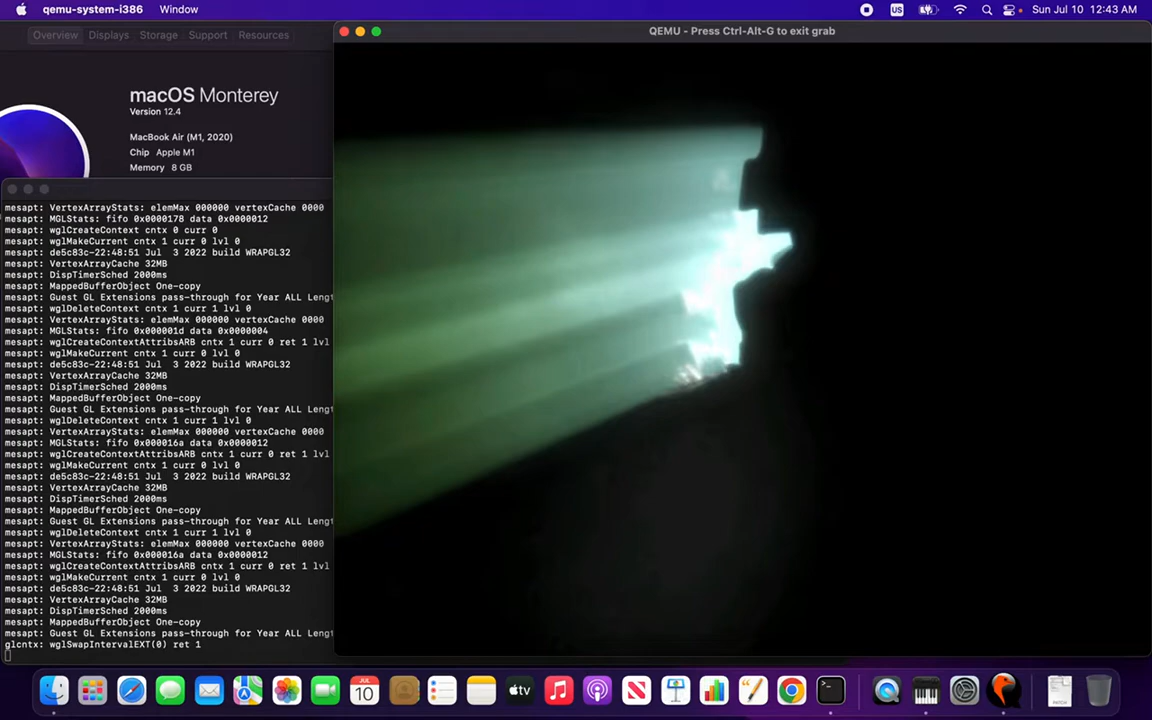 qemu-system-i386 Window US Sun Jul 10 12:43 AM
Overview Displays Storage Support Resources
QEMU - Press Ctrl-Alt-G to exit grab
macOS Monterey
Version 12.4
MacBook Air (M1, 2020)
Chip Apple M1
Memory 8 GB
mesapt: VertexArrayStats: elemMax 000000 vertexCache 0000
mesapt: MGLStats: fifo 0x0000178 data 0x0000012
mesapt: wglCreateContext cntx 0 curr 0
mesapt: wglMakeCurrent cntx 1 curr 0 lvl 0
mesapt: de5c83c-22:48:51 Jul 3 2022 build WRAPGL32
mesapt: VertexArrayCache 32MB
mesapt: DispTimerSched 2000ms
mesapt: MappedBufferObject One-copy
mesapt: Guest GL Extensions pass-through for Year ALL Lengt
mesapt: wglDeleteContext cntx 1 curr 1 lvl 0
mesapt: VertexArrayStats: elemMax 000000 vertexCache 0000
mesapt: MGLStats: fifo 0x000001d data 0x0000004
mesapt: wglCreateContextAttribsARB cntx 1 curr 0 ret 1 lvl
mesapt: wglMakeCurrent cntx 1 curr 0 lvl 0
mesapt: de5c83c-22:48:51 Jul 3 2022 build WRAPGL32
mesapt: VertexArrayCache 32MB
mesapt: DispTimerSched 2000ms
mesapt: MappedBufferObject One-copy
mesapt: Guest GL Extensions pass-through for Year ALL Lengt
mesapt: wglDeleteContext cntx 1 curr 1 lvl 0
mesapt: VertexArrayStats: elemMax 000000 vertexCache 0000
mesapt: MGLStats: fifo 0x000016a data 0x0000012
mesapt: wglCreateContextAttribsARB cntx 1 curr 0 ret 1 lvl
mesapt: wglMakeCurrent cntx 1 curr 0 lvl 0
mesapt: de5c83c-22:48:51 Jul 3 2022 build WRAPGL32
mesapt: VertexArrayCache 32MB
mesapt: DispTimerSched 2000ms
mesapt: MappedBufferObject One-copy
mesapt: Guest GL Extensions pass-through for Year ALL Lengt
mesapt: wglDeleteContext cntx 1 curr 1 lvl 0
mesapt: VertexArrayStats: elemMax 000000 vertexCache 0000
mesapt: MGLStats: fifo 0x000016a data 0x0000012
mesapt: wglCreateContextAttribsARB cntx 1 curr 0 ret 1 lvl
mesapt: wglMakeCurrent cntx 1 curr 0 lvl 0
mesapt: de5c83c-22:48:51 Jul 3 2022 build WRAPGL32
mesapt: VertexArrayCache 32MB
mesapt: DispTimerSched 2000ms
mesapt: MappedBufferObject One-copy
mesapt: Guest GL Extensions pass-through for Year ALL Lengt
glcntx: wglSwapIntervalEXT(0) ret 1
JUL
10
tv